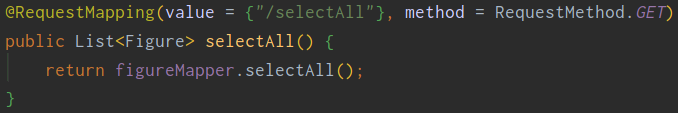 @RequestMapping(value = {"/selectAll"}, method = RequestMethod.GET)
public List<Figure> selectAll() {
return figureMapper.selectAll();
}